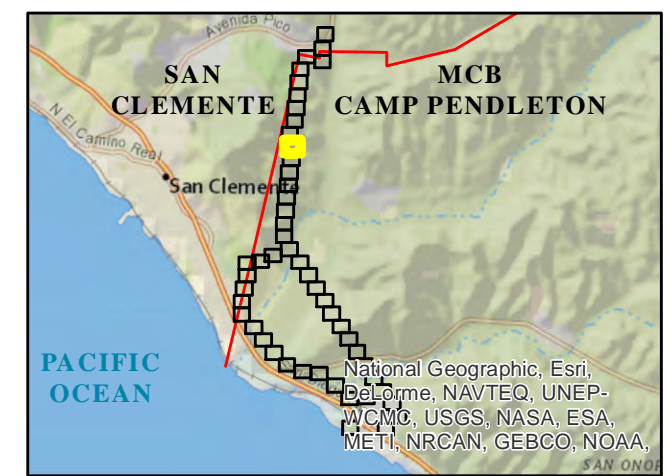 Avenida Pico
SAN
CLEMENTE
MCB
CAMP PENDLETON
N El Camino Real
San Clemente
PACIFIC
OCEAN
National Geographic, Esri,
DeLorme, NAVTEQ, UNEP-
WCMC, USGS, NASA, ESA,
METI, NRCAN, GEBCO, NOAA,
SAN ONOF